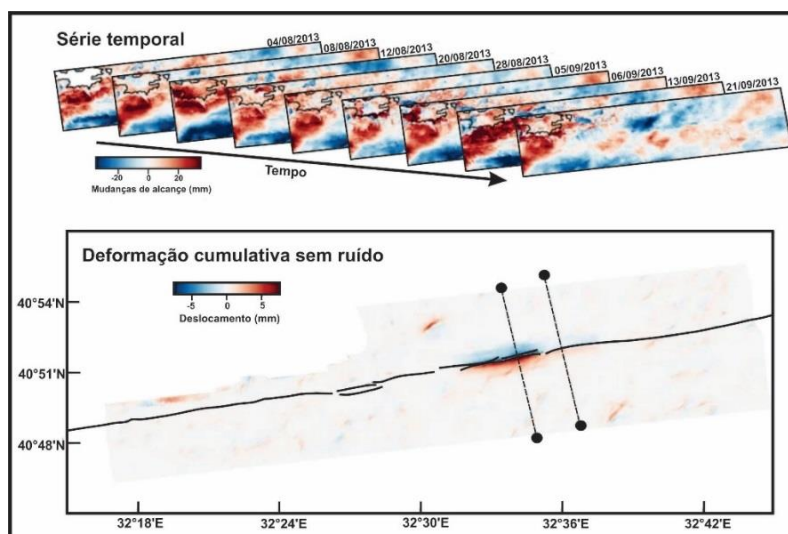 Série temporal
04/08/2013
08/08/2013
12/08/2013
20/08/2013
28/08/2013
05/09/2013
06/09/2013
13/09/2013
21/09/2013
-20 0 20
Mudanças de alcance (mm)
Tempo
Deformação cumulativa sem ruído
-5 0 5
Deslocamento (mm)
40°54'N
40°51'N
40°48'N
32°18'E 32°24'E 32°30'E 32°36'E 32°42'E